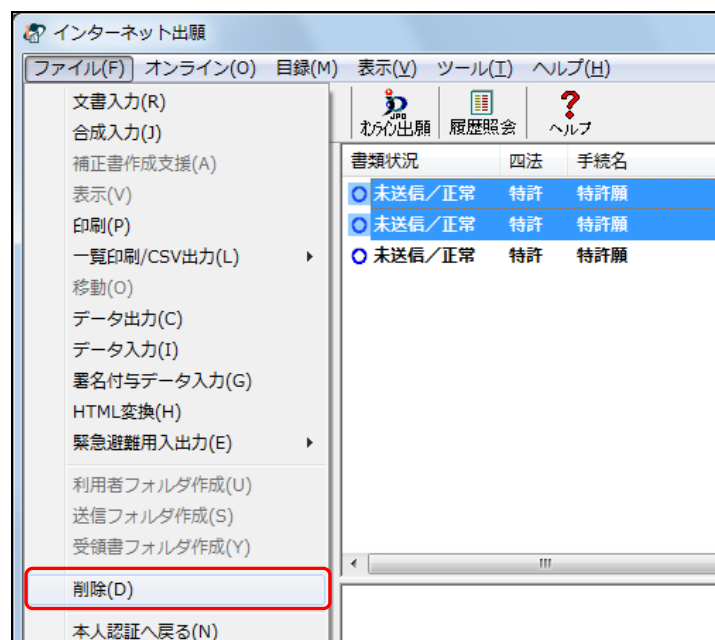 インターネット出願
ファイル(F) オンライン(O) 目録(M) 表示(V) ツール(T) ヘルプ(H)
文書入力(R)
合成入力(J)
補正書作成支援(A)
表示(V)
印刷(P)
一覧印刷/CSV出力(L)
移動(O)
データ出力(C)
データ入力(I)
署名付与データ入力(G)
HTML変換(H)
緊急避難用入出力(E)
利用者フォルダ作成(U)
送信フォルダ作成(S)
受領書フォルダ作成(Y)
削除(D)
本人認証へ戻る(N)
JPO
オンライン出願 履歴照会 ヘルプ
書類状況 四法 手続名
未送信／正常 特許 特許願
未送信／正常 特許 特許願
未送信／正常 特許 特許願